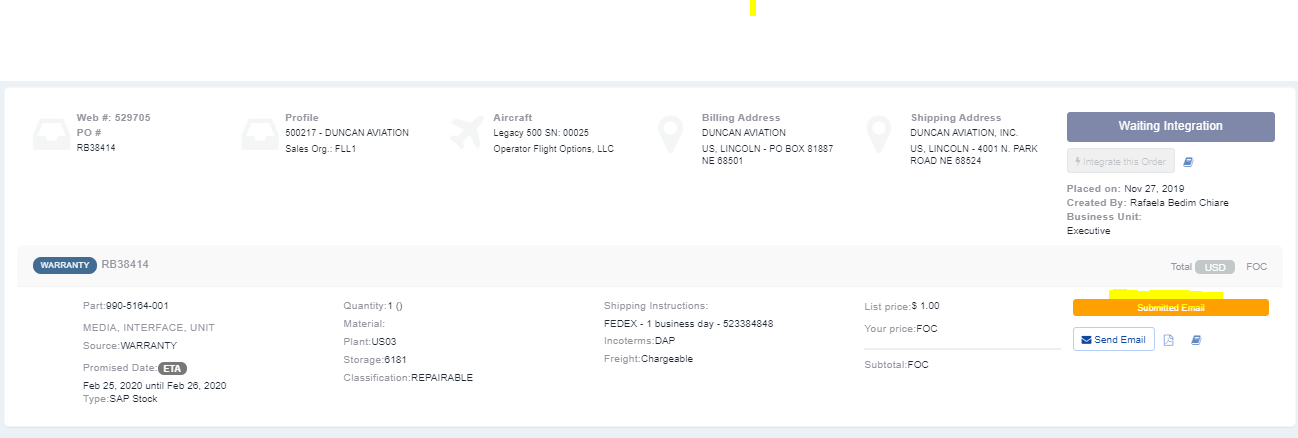 Web #: 529705
PO #
RB38414
Profile
500217 - DUNCAN AVIATION
Sales Org.: FLL1
Aircraft
Legacy 500 SN: 00025
Operator Flight Options, LLC
Billing Address
DUNCAN AVIATION
US, LINCOLN - PO BOX 81887
NE 68501
Shipping Address
DUNCAN AVIATION, INC.
US, LINCOLN - 4001 N. PARK
ROAD NE 68524
Waiting Integration
Integrate this Order
Placed on: Nov 27, 2019
Created By: Rafaela Bedim Chiare
Business Unit:
Executive
WARRANTY RB38414
Total USD FOC
Part:990-5164-001
MEDIA, INTERFACE, UNIT
Source:WARRANTY
Promised Date: ETA
Feb 25, 2020 until Feb 26, 2020
Type:SAP Stock
Quantity:1 ()
Material:
Plant:US03
Storage:6181
Classification:REPAIRABLE
Shipping Instructions:
FEDEX - 1 business day - 523384848
Incoterms:DAP
Freight:Chargeable
List price:$ 1.00
Your price:FOC
Subtotal:FOC
Submitted Email
Send Email